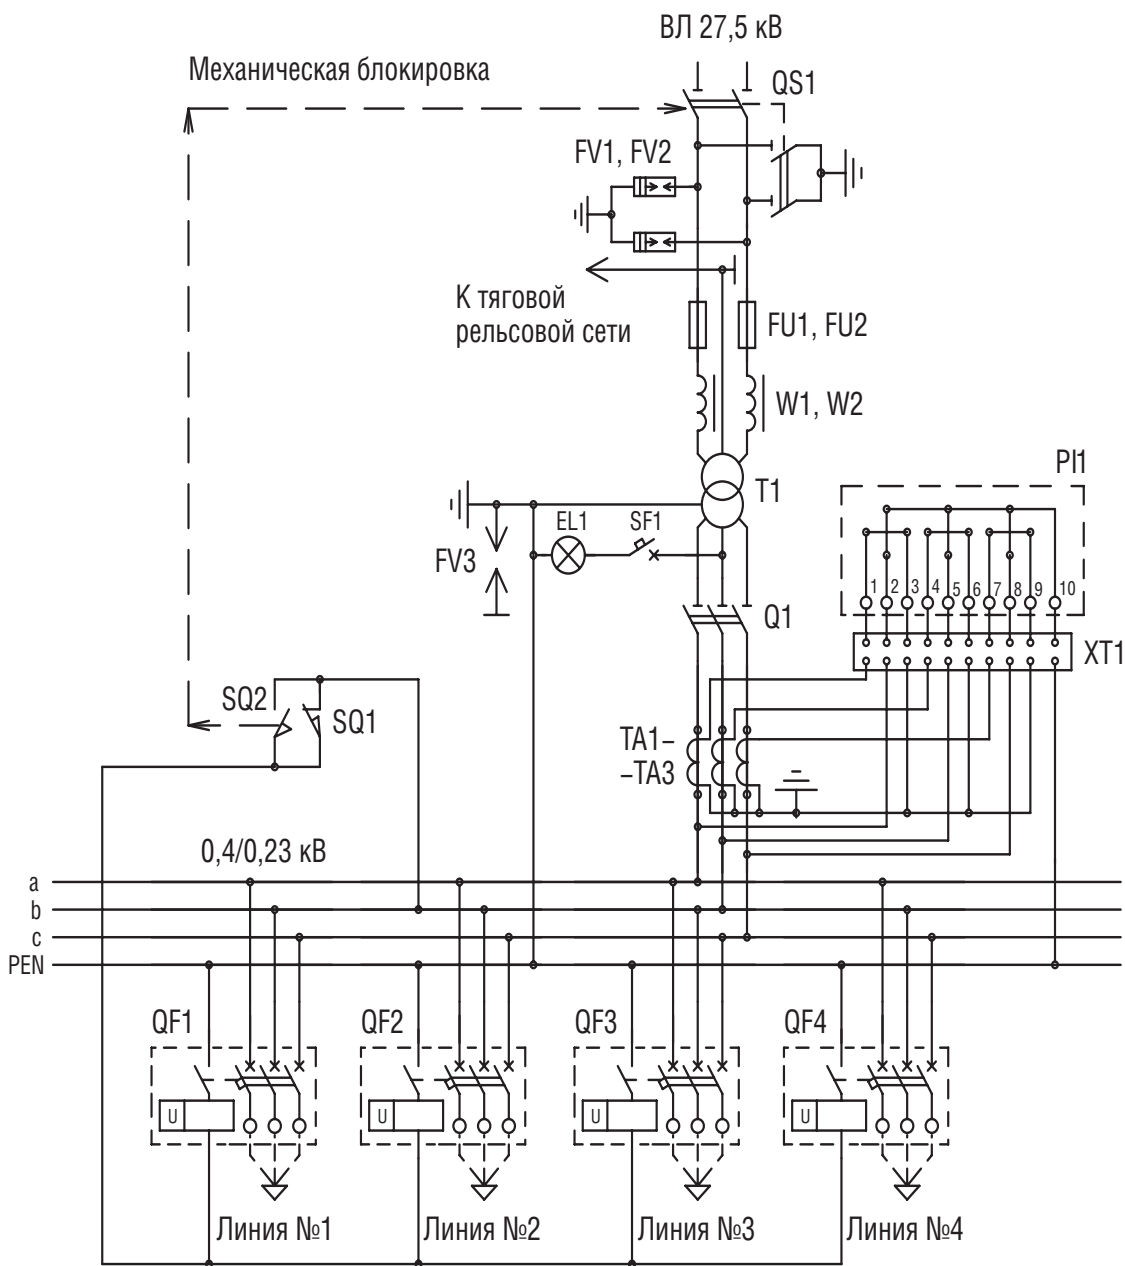 ВЛ 27,5 кВ
Механическая блокировка
QS1
FV1, FV2
К тяговой
рельсовой сети
FU1, FU2
W1, W2
PI1
T1
EL1
SF1
FV3
1 2 3 4 5 6 7 8 9 10
Q1
XT1
SQ2
SQ1
TA1–
–TA3
0,4/0,23 кВ
a
b
c
PEN
QF1
QF2
QF3
QF4
U
U
U
U
Линия №1
Линия №2
Линия №3
Линия №4